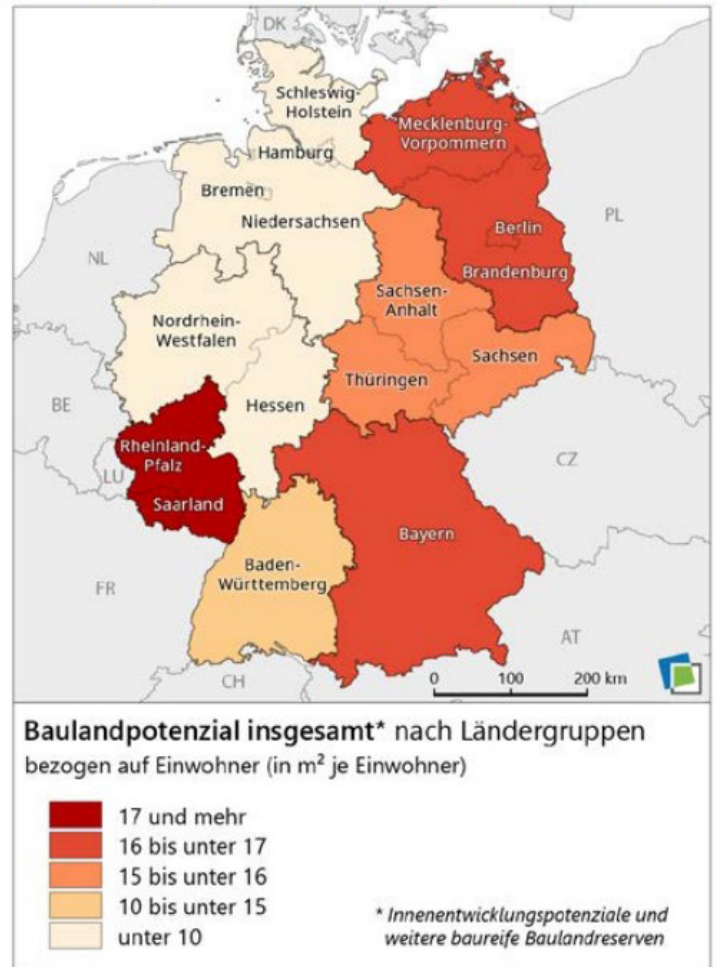 DK
Schleswig-
Holstein
Mecklenburg-
Vorpommern
Hamburg
Bremen
Niedersachsen
Berlin
PL
NL
Brandenburg
Sachsen-
Anhalt
Nordrhein-
Westfalen
Sachsen
Thüringen
Hessen
BE
Rheinland-
Pfalz
LU
CZ
Saarland
Bayern
Baden-
Württemberg
FR
AT
CH
0 100 200 km
Baulandpotenzial insgesamt* nach Ländergruppen
bezogen auf Einwohner (in m² je Einwohner)
17 und mehr
16 bis unter 17
15 bis unter 16
10 bis unter 15
unter 10
* Innenentwicklungspotenziale und
weitere baureife Baulandreserven